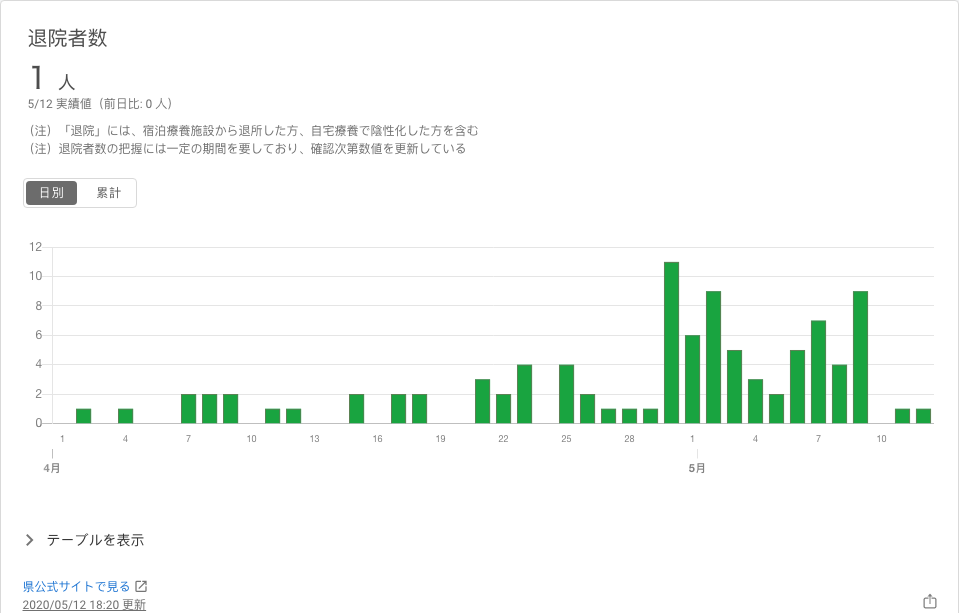 退院者数
1 人
5/12 実績値（前日比: 0 人）
（注）「退院」には、宿泊療養施設から退所した方、自宅療養で陰性化した方を含む
（注）退院者数の把握には一定の期間を要しており、確認次第数値を更新している
日別 累計
12
10
8
6
4
2
0
1 4 7 10 13 16 19 22 25 28 1 4 7 10
4月 5月
テーブルを表示
県公式サイトで見る
2020/05/12 18:20 更新